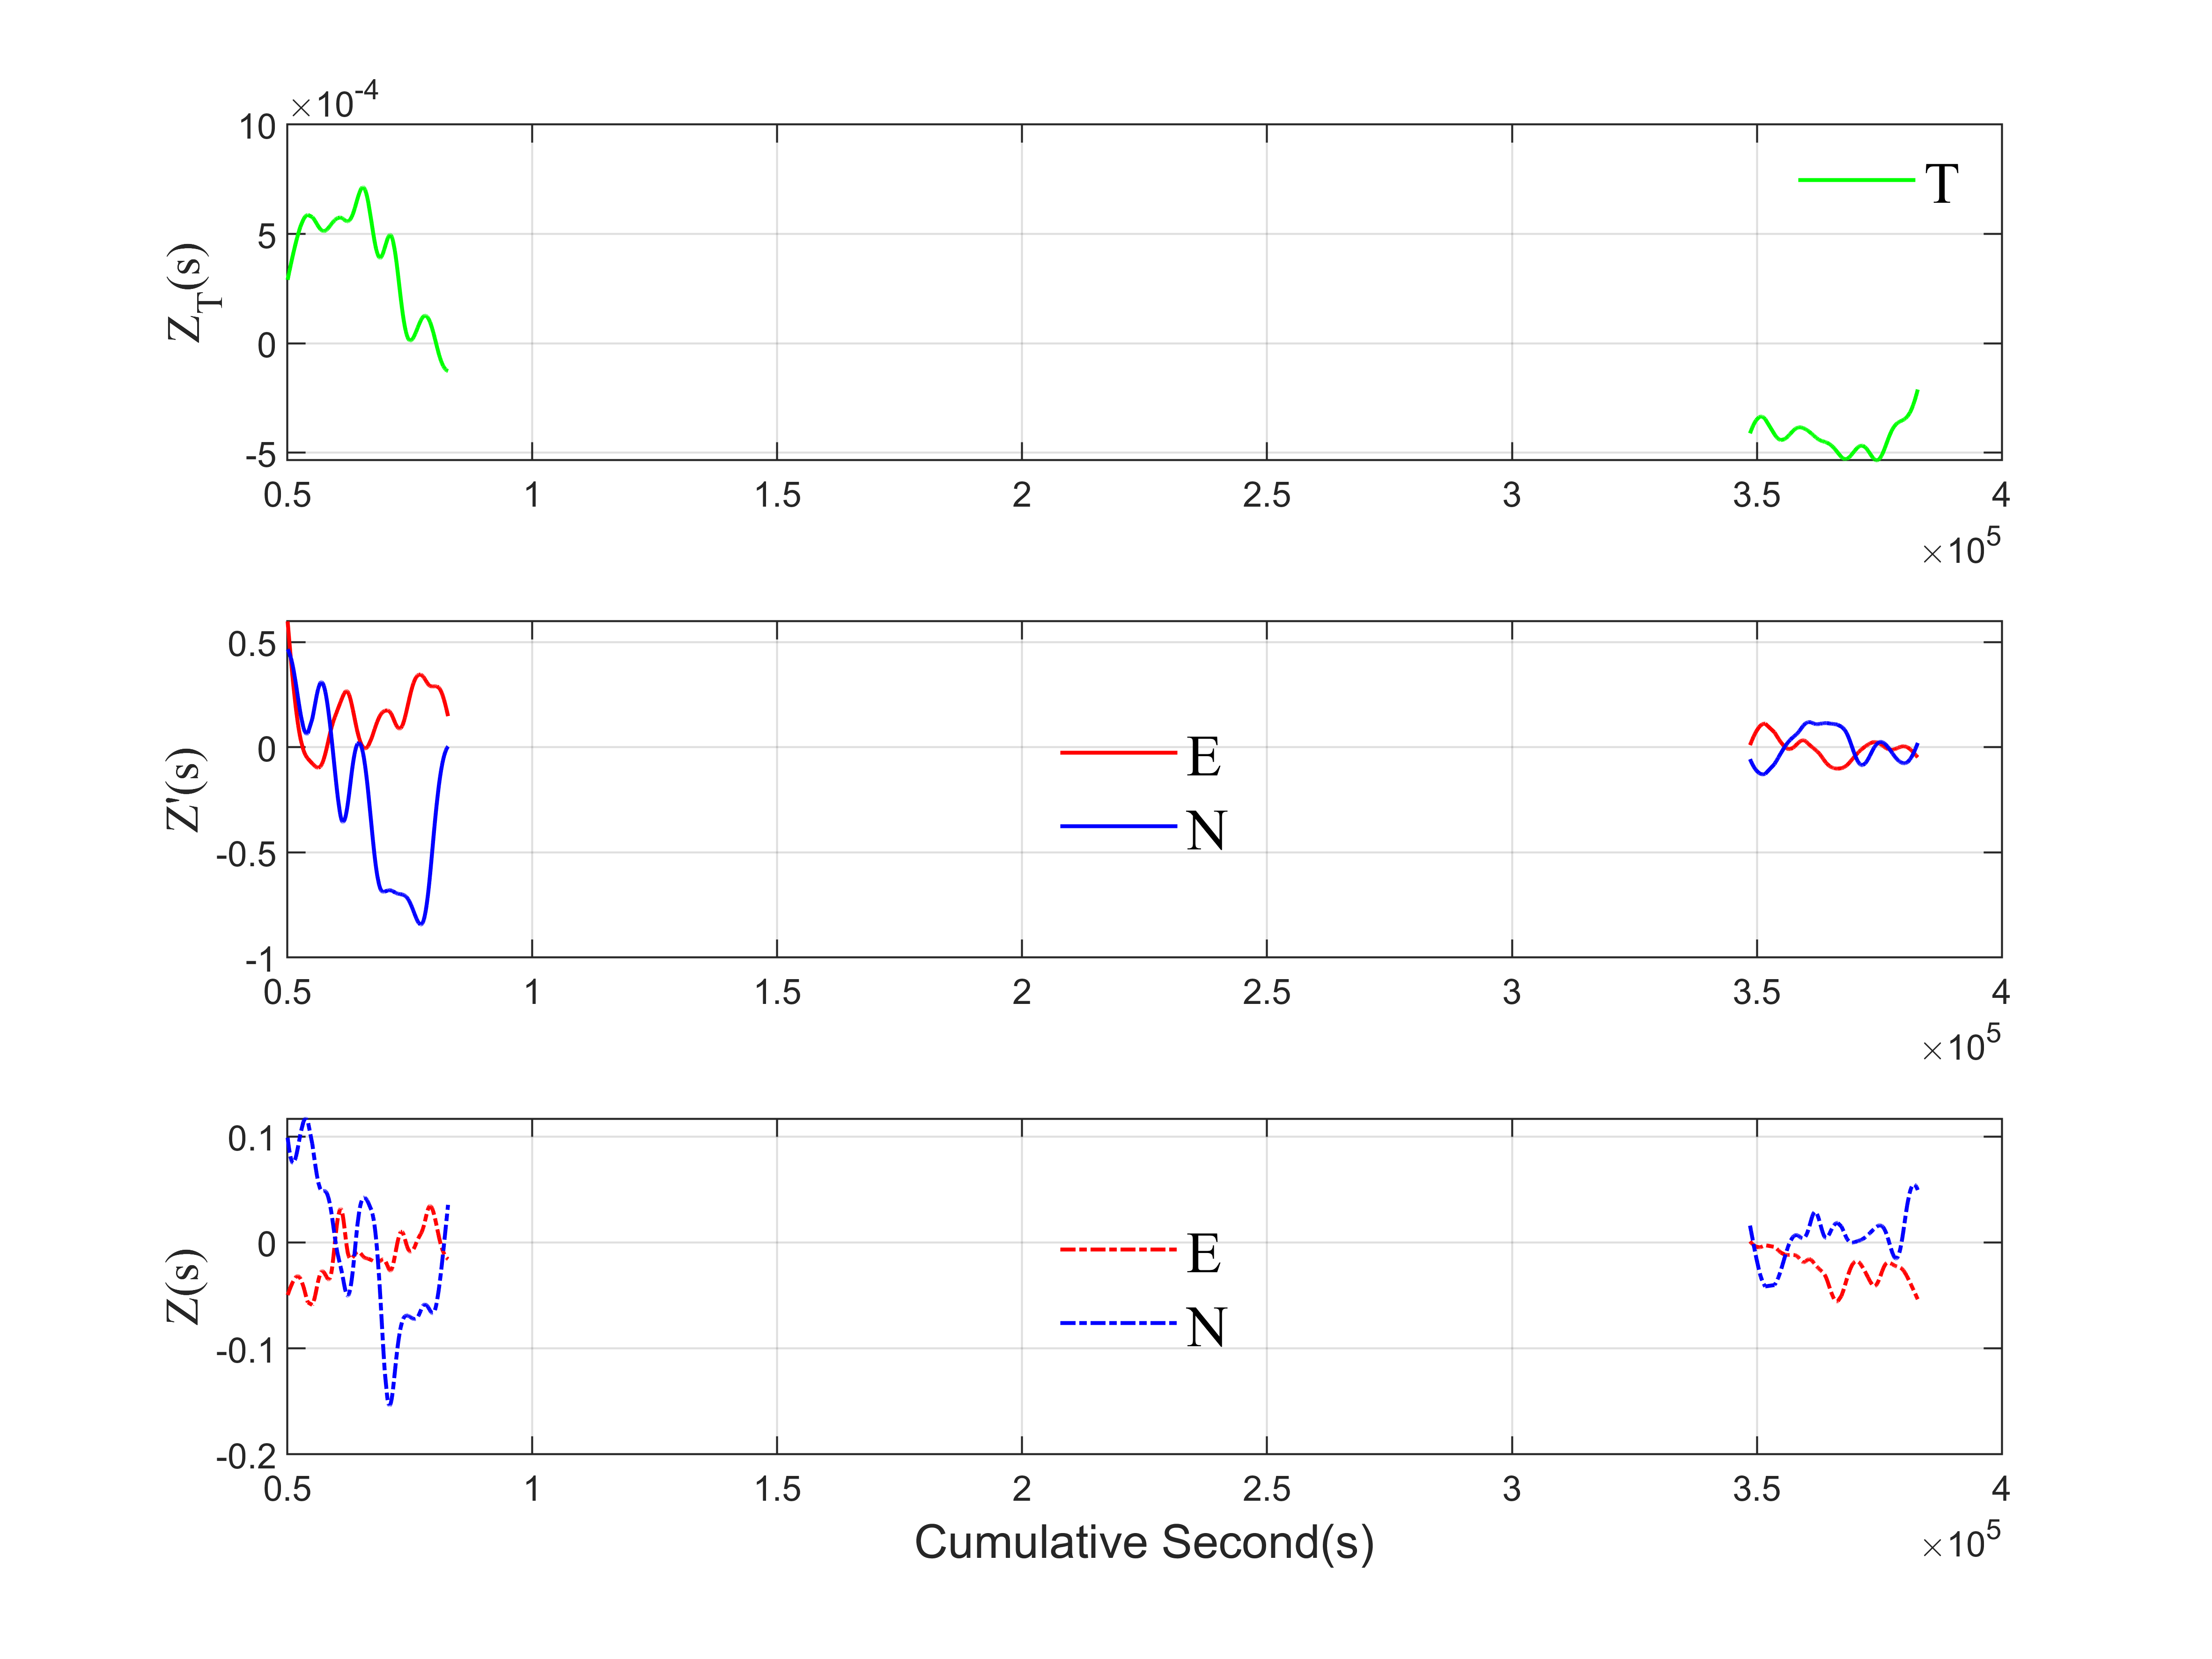 ×10-4
10
5
0
-5
Z_T(s)
T
0.5 1 1.5 2 2.5 3 3.5 4
×10^5
0.5
0
-0.5
-1
Z'(s)
E
N
0.5 1 1.5 2 2.5 3 3.5 4
×10^5
0.1
0
-0.1
-0.2
Z(s)
E
N
0.5 1 1.5 2 2.5 3 3.5 4
Cumulative Second(s)
×10^5